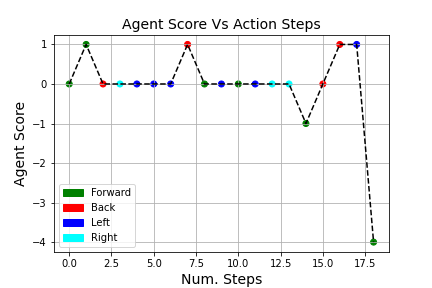 Agent Score Vs Action Steps
Agent Score
1
0
−1
−2
−3
−4
Forward
Back
Left
Right
0.0 2.5 5.0 7.5 10.0 12.5 15.0 17.5
Num. Steps